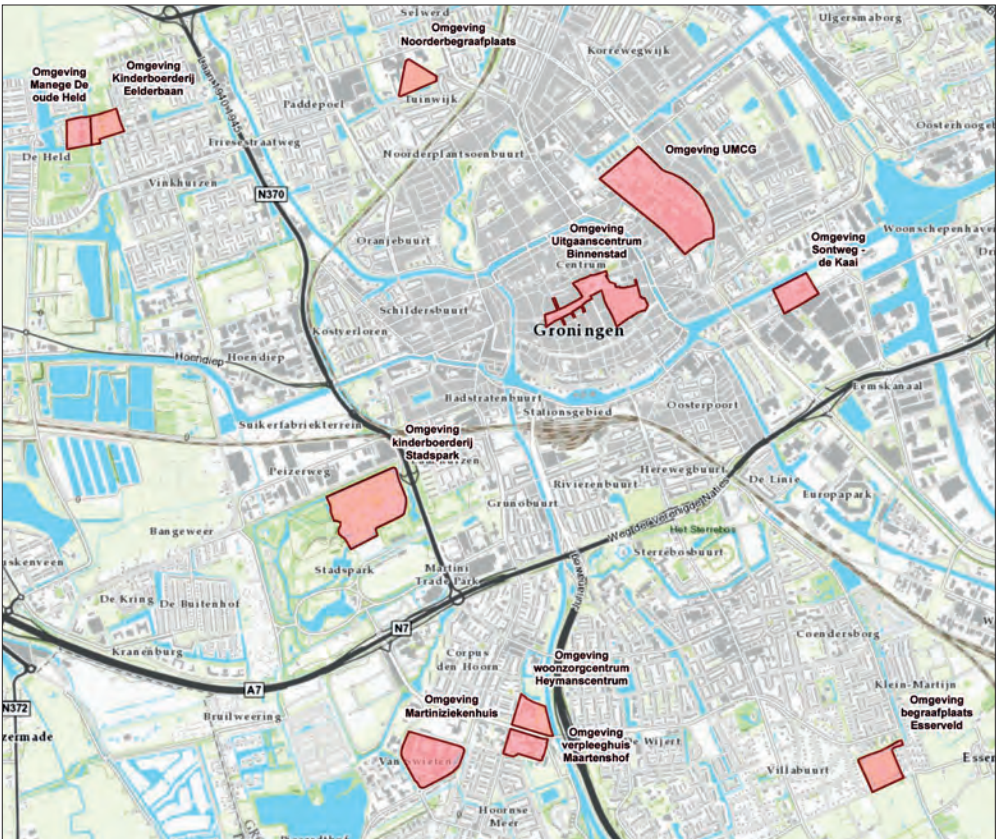 Selwerd
Ulgersmaborg
Omgeving
Noorderbegraafplaats
Korrewegwijk
Omgeving
Manege De
oude Held
Omgeving
Kinderboerderij
Eelderbaan
Paddepoel
Tuinwijk
Friesestraatweg
Noorderplantsoenbuurt
Omgeving UMCG
De Held
Vinkhuizen
N370
Oranjebuurt
Omgeving
Uitgaanscentrum
Binnenstad
Centrum
Omgeving
Sontweg -
de Kaai
Schildersbuurt
Groningen
Kostverloren
Hoendiep
Hoendiep
Badstratenbuurt
Stationsgebied
Oosterpoort
Eemskanaal
Suikerfabriekterrein
Omgeving
kinderboerderij
Stadspark
Peizerweg
Herewegbuurt
Rivierenbuurt
De Linie
Europapark
Grunobuurt
Bangeweer
Het Sterrebos
Sterrebosbuurt
Stadspark
Martini
Trade Park
De Kring
De Buitenhof
N7
Coendersborg
Kranenburg
Corpus
den Hoorn
Omgeving
woonzorgcentrum
Heymanscentrum
A7
Klein-Martijn
N372
Bruilweering
Omgeving
Martiniziekenhuis
Omgeving
begraafplaats
Esserveld
Omgeving
verpleeghuis
Maartenshof
De Wijert
Villabuurt
Hoornse
Meer